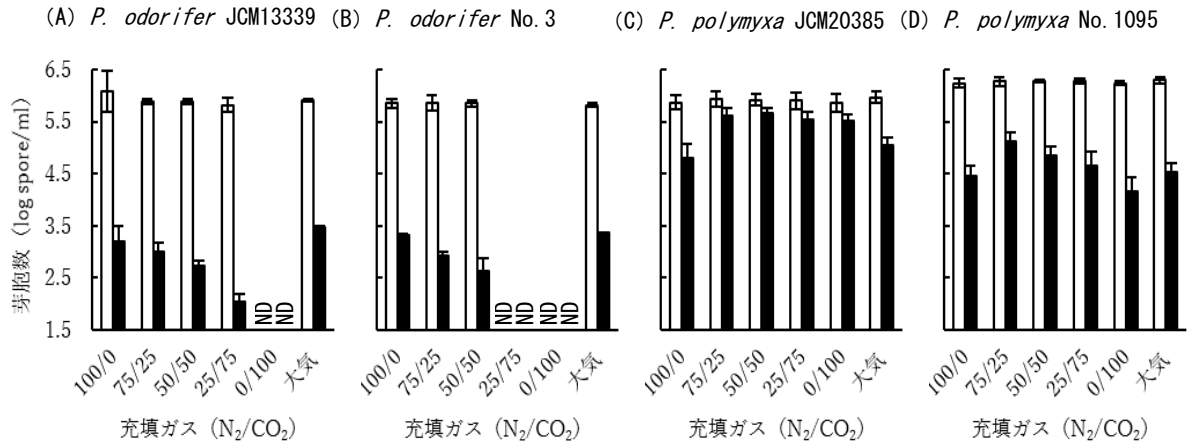 (A) P. odorifer JCM13339
(B) P. odorifer No.3
(C) P. polymyxa JCM20385
(D) P. polymyxa No.1095
芽胞数 (log spore/ml)
6.5
5.5
4.5
3.5
2.5
1.5
ND
ND
100/0
75/25
50/50
25/75
0/100
大気
充填ガス (N₂/CO₂)
ND
ND
ND
ND
100/0
75/25
50/50
25/75
0/100
大気
充填ガス (N₂/CO₂)
100/0
75/25
50/50
25/75
0/100
大気
充填ガス (N₂/CO₂)
100/0
75/25
50/50
25/75
0/100
大気
充填ガス (N₂/CO₂)